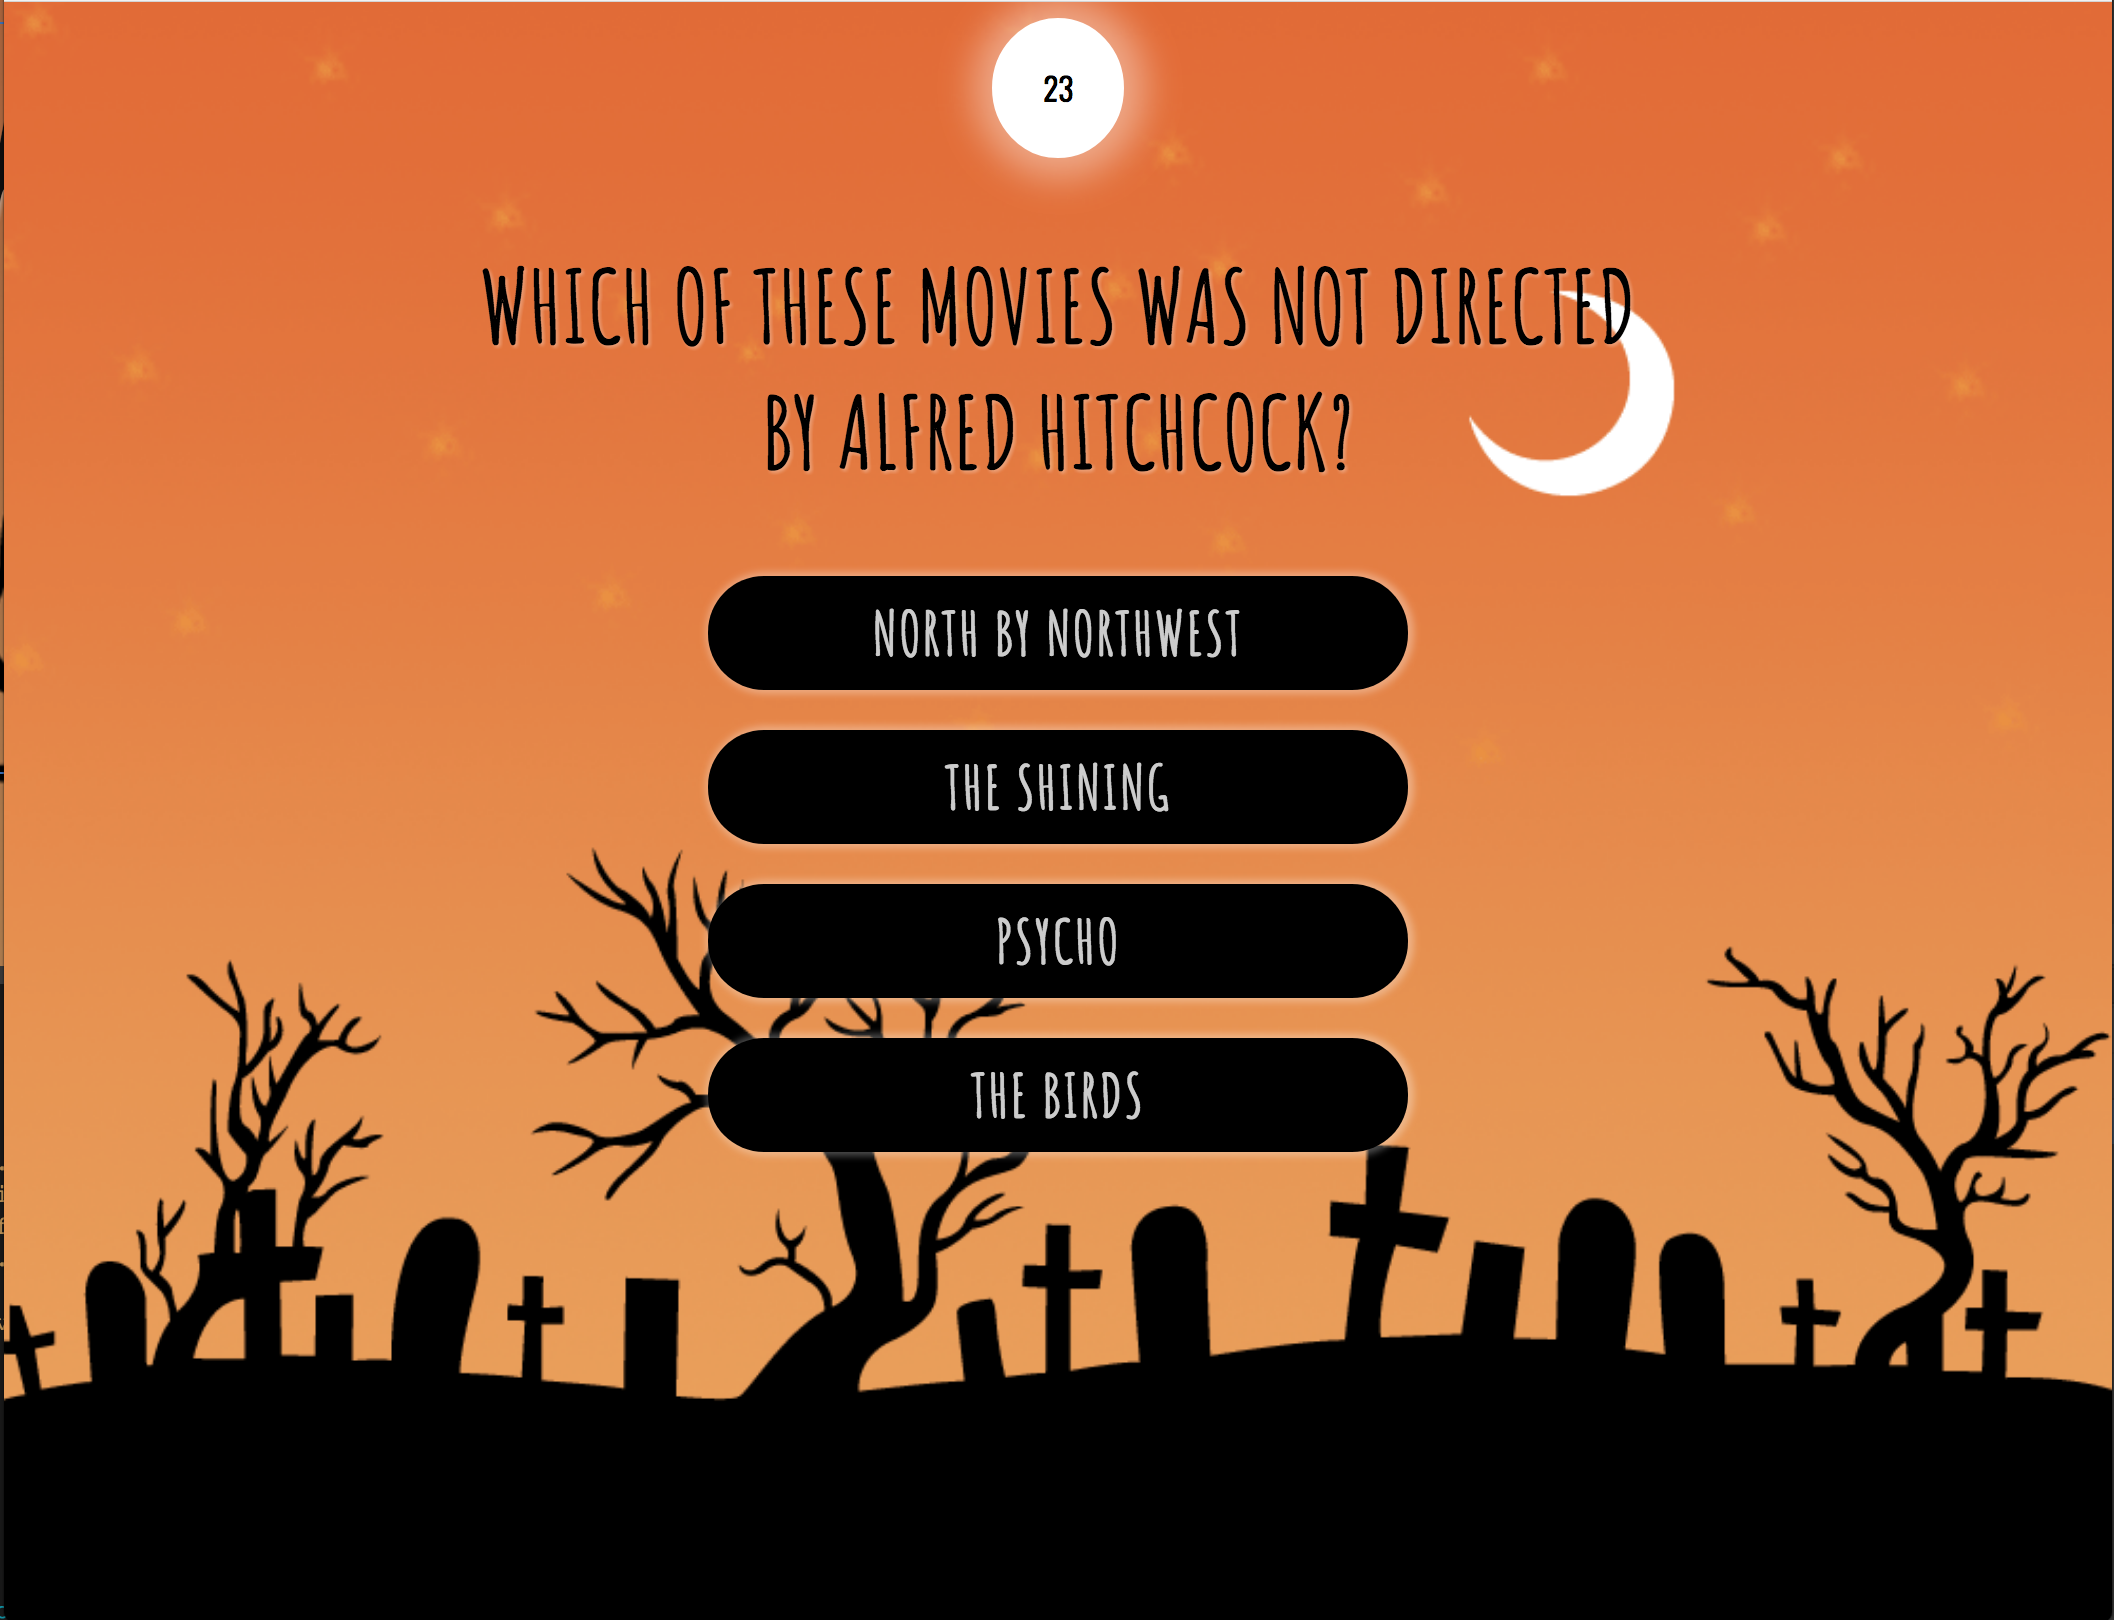 23
WHICH OF THESE MOVIES WAS NOT DIRECTED
BY ALFRED HITCHCOCK?
NORTH BY NORTHWEST
THE SHINING
PSYCHO
THE BIRDS